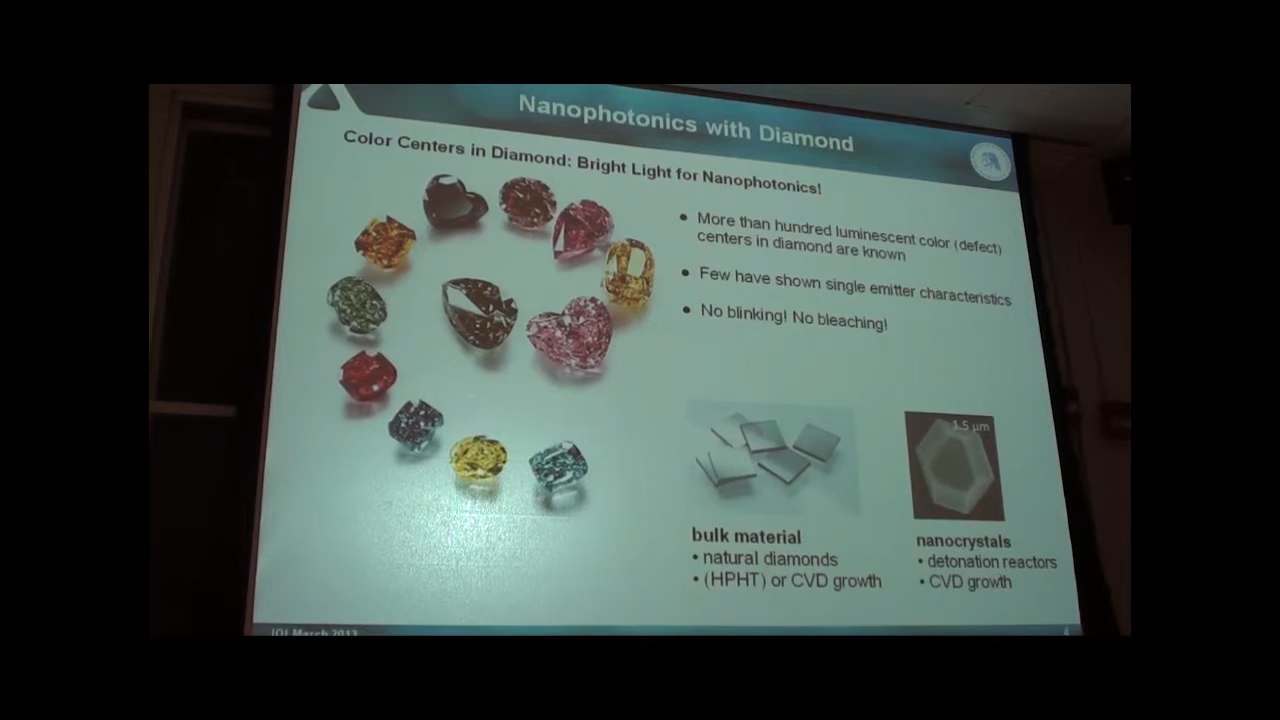 Nanophotonics with Diamond
Color Centers in Diamond: Bright Light for Nanophotonics!
• More than hundred luminescent color (defect)
centers in diamond are known
• Few have shown single emitter characteristics
• No blinking! No bleaching!
1.5 µm
bulk material
• natural diamonds
• (HPHT) or CVD growth
nanocrystals
• detonation reactors
• CVD growth
March